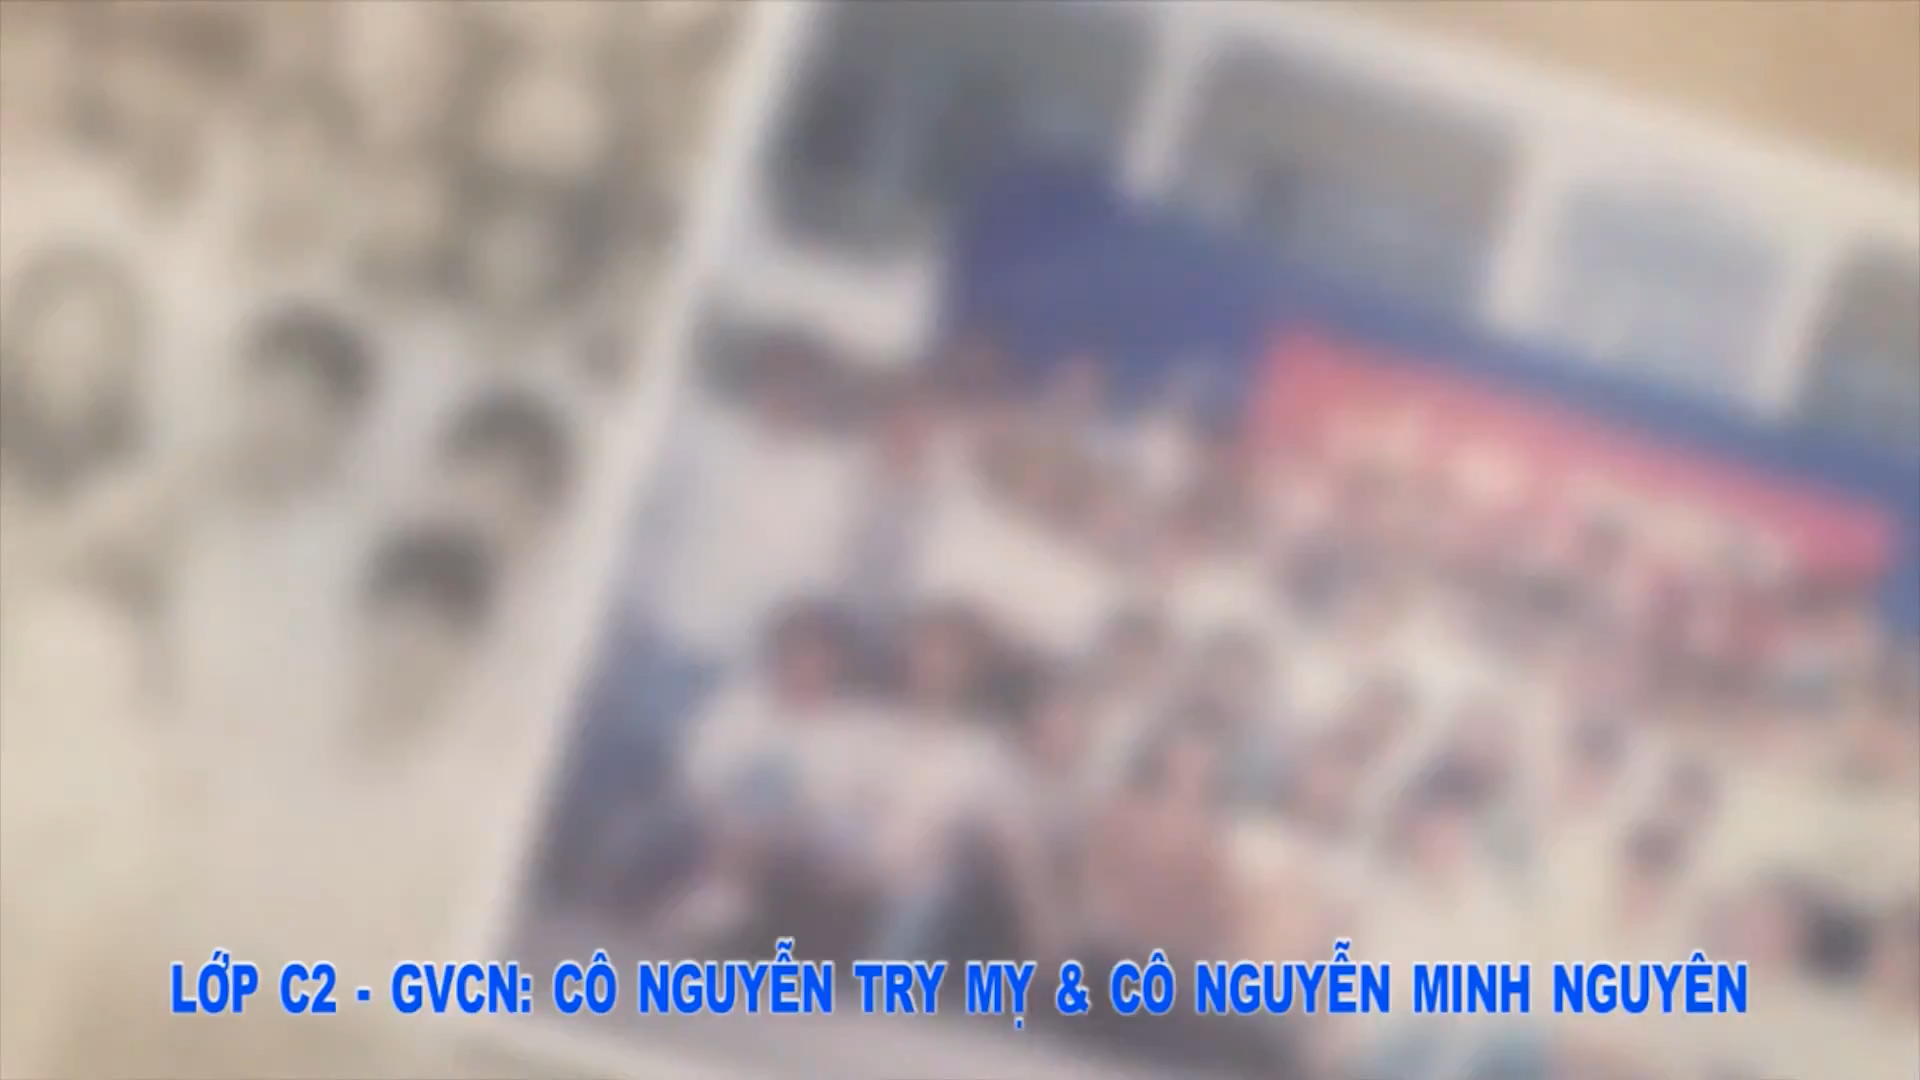 LỚP C2 - GVCN: CÔ NGUYỄN TRY MỴ & CÔ NGUYỄN MINH NGUYÊN